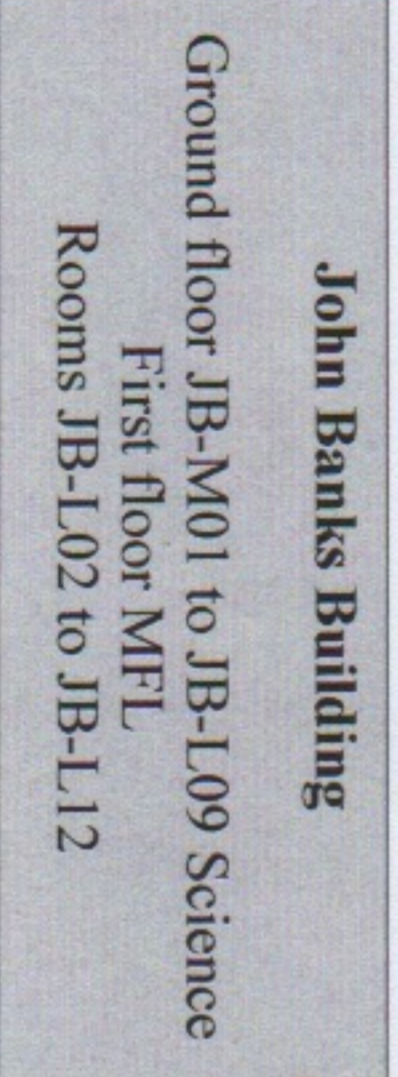 John Banks Building
Ground floor JB-M01 to JB-L09 Science
First floor MFL
Rooms JB-L02 to JB-L12